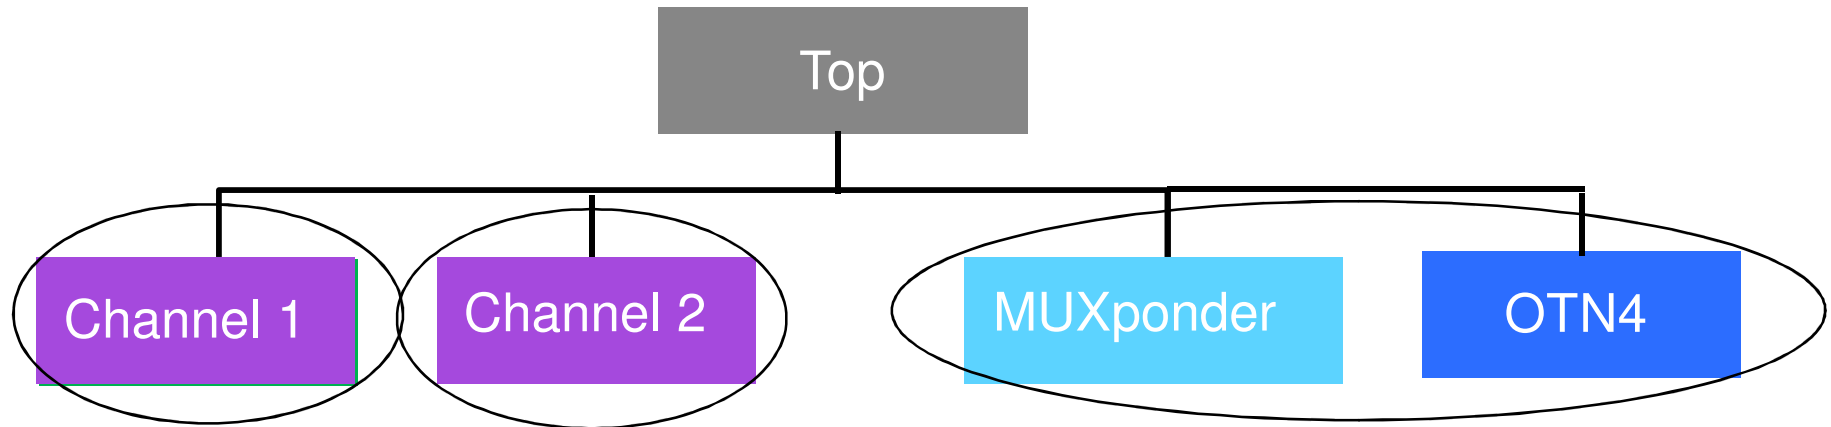 Top
Channel 1
Channel 2
MUXponder
OTN4